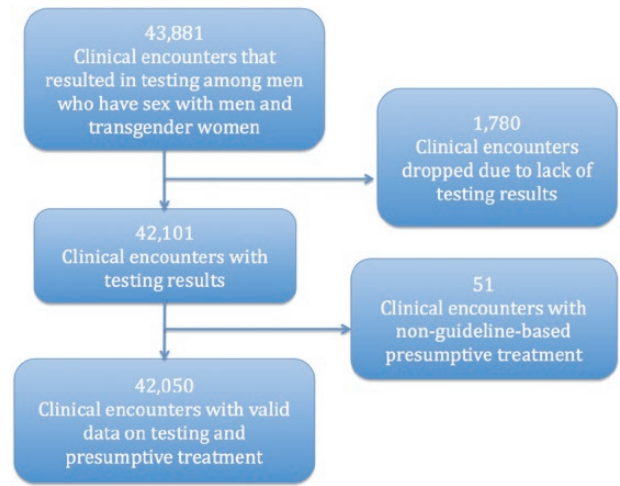 43,881
Clinical encounters that
resulted in testing among men
who have sex with men and
transgender women
1,780
Clinical encounters
dropped due to lack of
testing results
42,101
Clinical encounters with
testing results
51
Clinical encounters with
non-guideline-based
presumptive treatment
42,050
Clinical encounters with valid
data on testing and
presumptive treatment